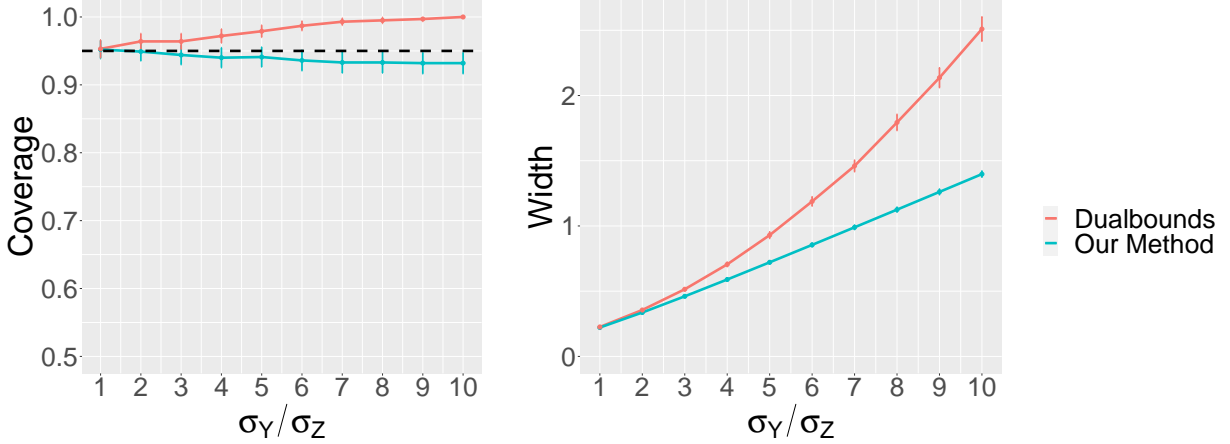 Coverage
1.0
0.9
0.8
0.7
0.6
0.5
1 2 3 4 5 6 7 8 9 10
σY/σZ
Width
2
1
0
1 2 3 4 5 6 7 8 9 10
σY/σZ
Dualbounds
Our Method